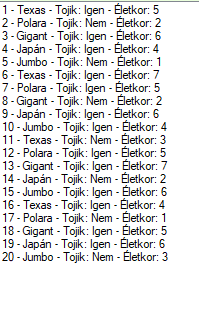 1 - Texas - Tojik: Igen - Életkor: 5
2 - Polara - Tojik: Nem - Életkor: 2
3 - Gigant - Tojik: Igen - Életkor: 6
4 - Japán - Tojik: Igen - Életkor: 4
5 - Jumbo - Tojik: Nem - Életkor: 1
6 - Texas - Tojik: Igen - Életkor: 7
7 - Polara - Tojik: Igen - Életkor: 5
8 - Gigant - Tojik: Nem - Életkor: 2
9 - Japán - Tojik: Igen - Életkor: 6
10 - Jumbo - Tojik: Igen - Életkor: 4
11 - Texas - Tojik: Nem - Életkor: 3
12 - Polara - Tojik: Igen - Életkor: 5
13 - Gigant - Tojik: Igen - Életkor: 7
14 - Japán - Tojik: Nem - Életkor: 2
15 - Jumbo - Tojik: Igen - Életkor: 6
16 - Texas - Tojik: Igen - Életkor: 4
17 - Polara - Tojik: Nem - Életkor: 1
18 - Gigant - Tojik: Igen - Életkor: 5
19 - Japán - Tojik: Igen - Életkor: 6
20 - Jumbo - Tojik: Nem - Életkor: 3